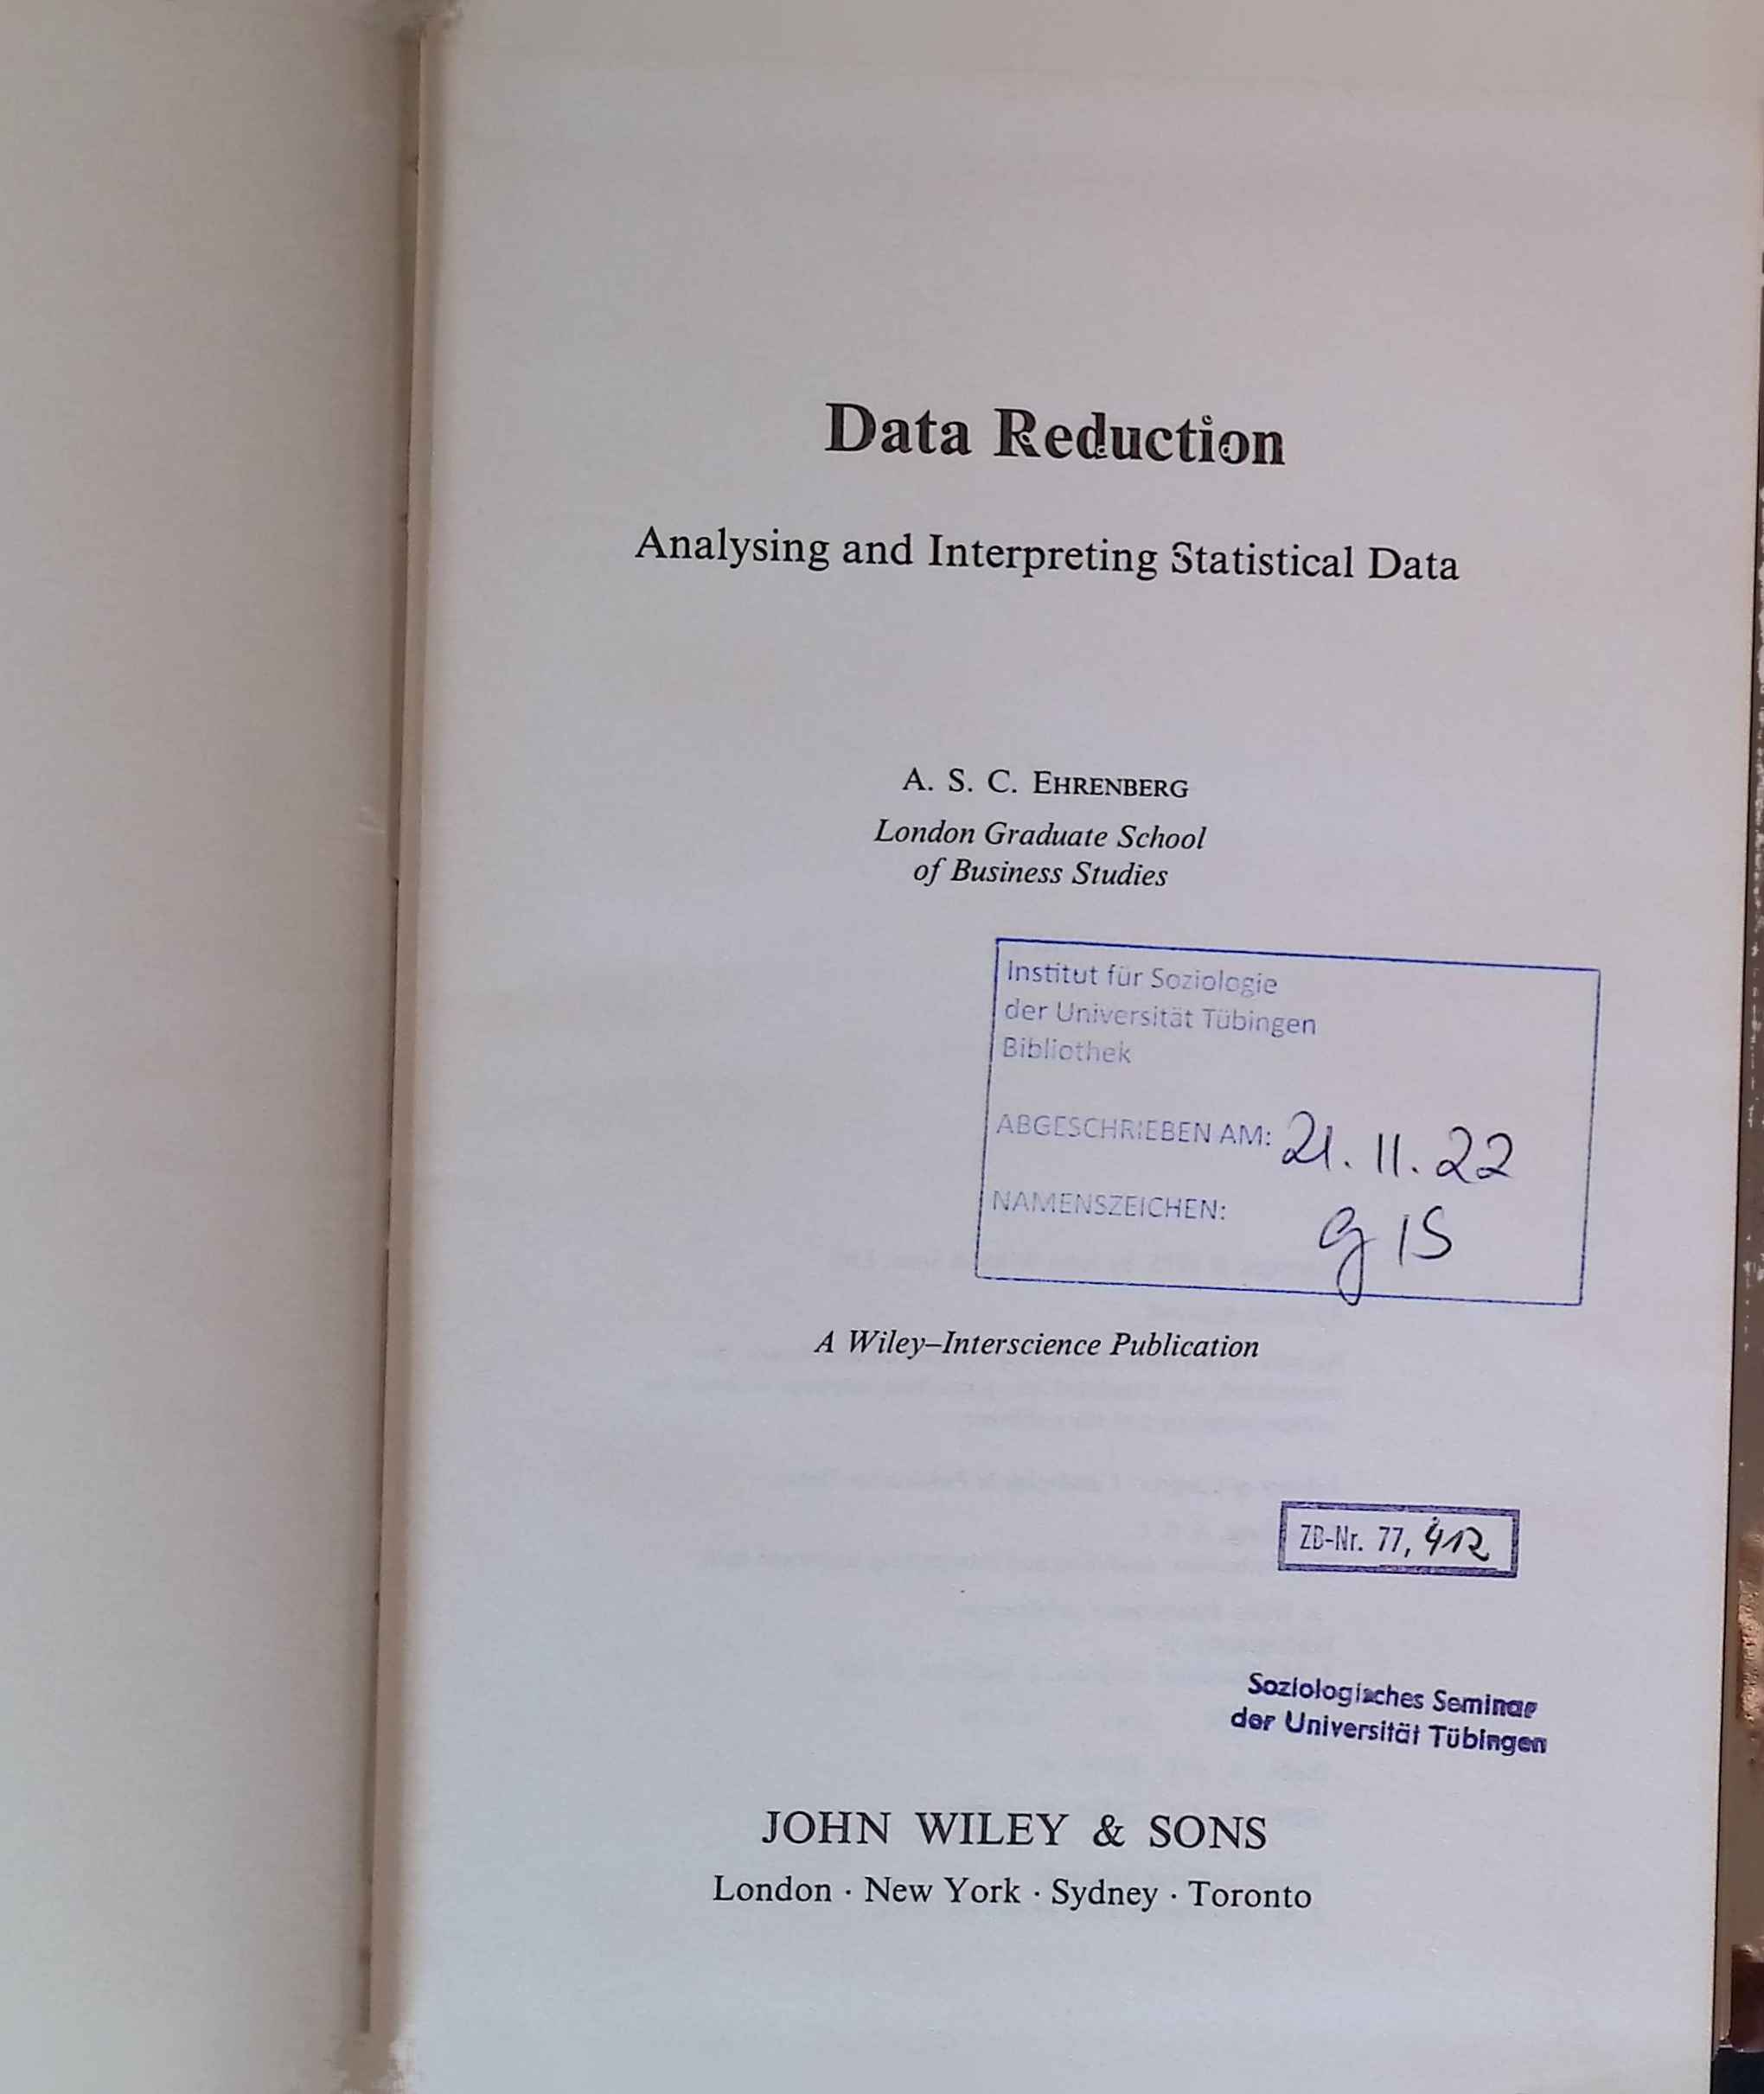 Data Reduction
Analysing and Interpreting Statistical Data
A. S. C. EHRENBERG
London Graduate School
of Business Studies
Institut für Soziologie
der Universität Tübingen
Bibliothek
ABGESCHRIEBEN AM: 21. 11. 22
NAMENSZEICHEN:
A Wiley–Interscience Publication
ZB-Nr. 77, 412
Soziologisches Seminar
der Universität Tübingen
JOHN WILEY & SONS
London · New York · Sydney · Toronto